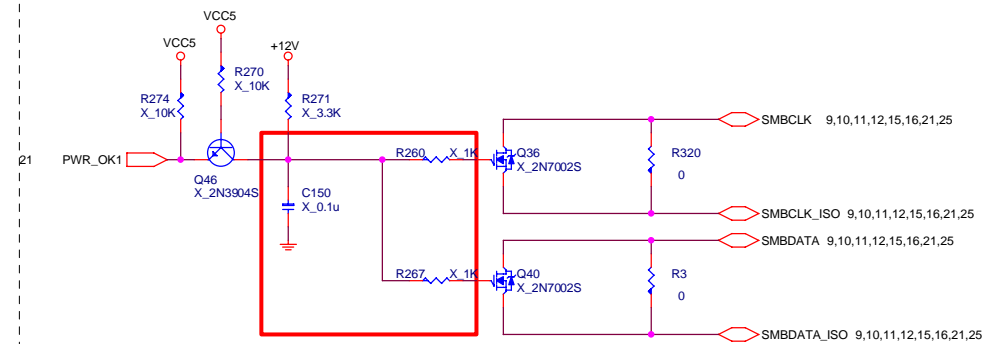 VCC5
VCC5
+12V
R270
X_10K
R274
X_10K
R271
X_3.3K
SMBCLK 9,10,11,12,15,16,21,25
21 PWR_OK1
R260 X_1K Q36
X_2N7002S
R320
0
Q46
X_2N3904S
C150
X_0.1u
SMBCLK_ISO 9,10,11,12,15,16,21,25
SMBDATA 9,10,11,12,15,16,21,25
R267 X_1K Q40
X_2N7002S
R3
0
SMBDATA_ISO 9,10,11,12,15,16,21,25